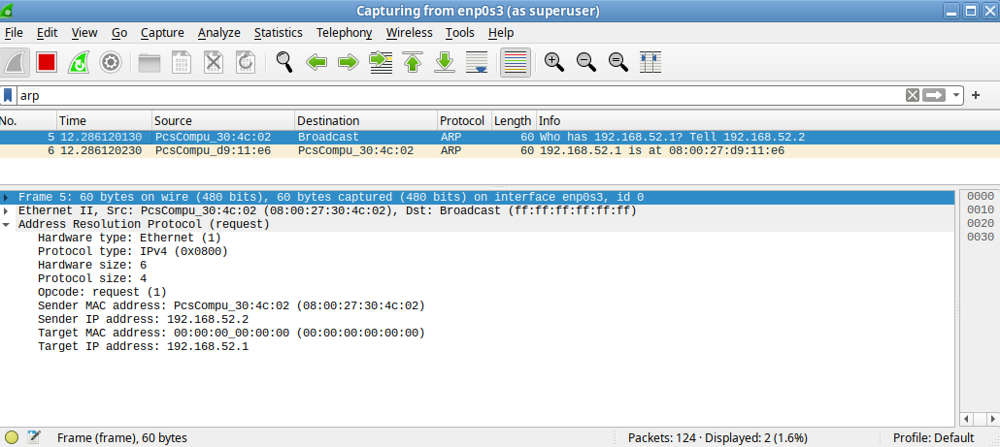 Capturing from enp0s3 (as superuser)
File Edit View Go Capture Analyze Statistics Telephony Wireless Tools Help
arp
No. Time Source Destination Protocol Length Info
5 12.286120130 PcsCompu_30:4c:02 Broadcast ARP 60 Who has 192.168.52.1? Tell 192.168.52.2
6 12.286120230 PcsCompu_d9:11:e6 PcsCompu_30:4c:02 ARP 60 192.168.52.1 is at 08:00:27:d9:11:e6
Frame 5: 60 bytes on wire (480 bits), 60 bytes captured (480 bits) on interface enp0s3, id 0
Ethernet II, Src: PcsCompu_30:4c:02 (08:00:27:30:4c:02), Dst: Broadcast (ff:ff:ff:ff:ff:ff)
Address Resolution Protocol (request)
Hardware type: Ethernet (1)
Protocol type: IPv4 (0x0800)
Hardware size: 6
Protocol size: 4
Opcode: request (1)
Sender MAC address: PcsCompu_30:4c:02 (08:00:27:30:4c:02)
Sender IP address: 192.168.52.2
Target MAC address: 00:00:00_00:00:00 (00:00:00:00:00:00)
Target IP address: 192.168.52.1
0000
0010
0020
0030
Frame (frame), 60 bytes
Packets: 124 · Displayed: 2 (1.6%)
Profile: Default